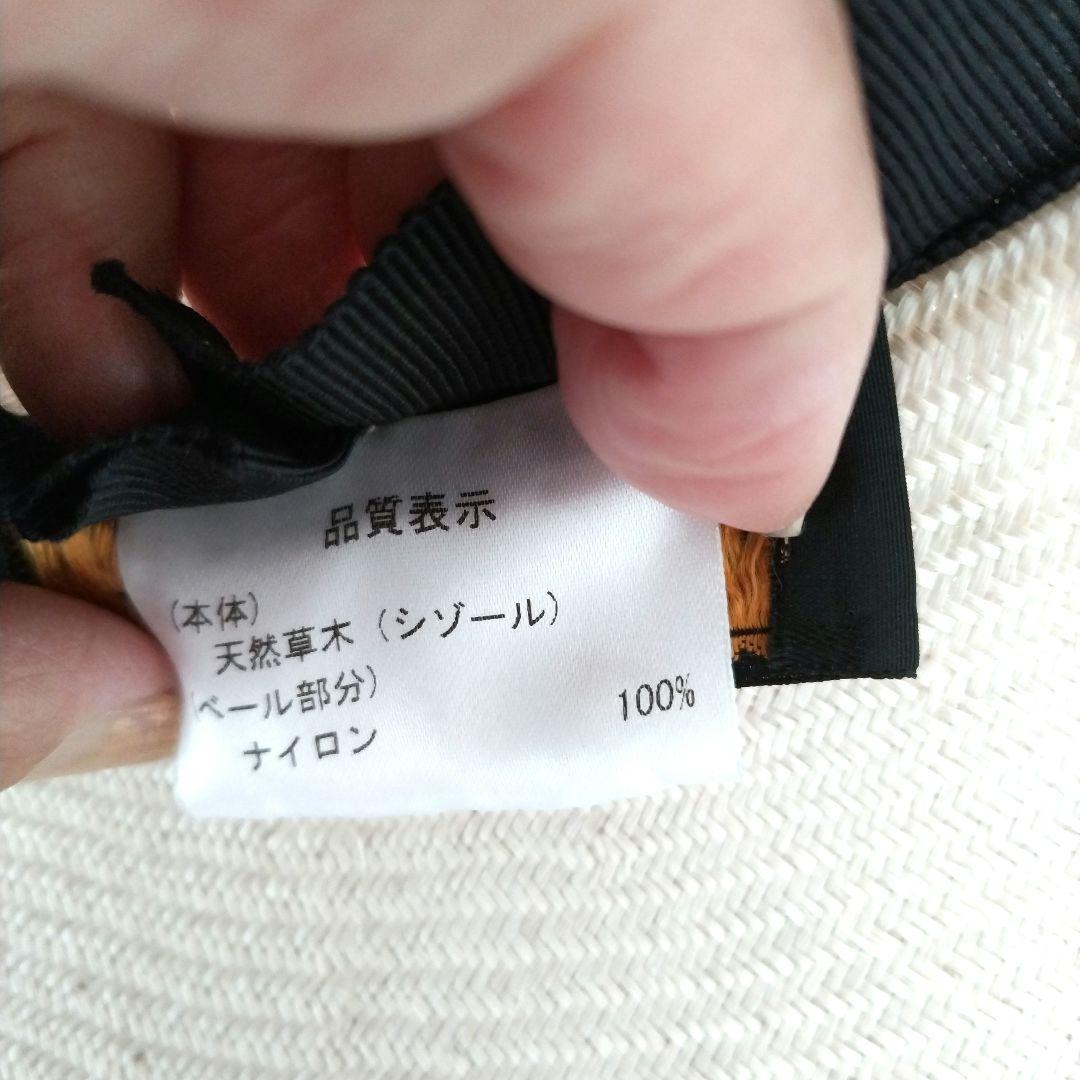 品質表示
(本体)
天然草木(シゾール)
(ベール部分)
ナイロン 100%